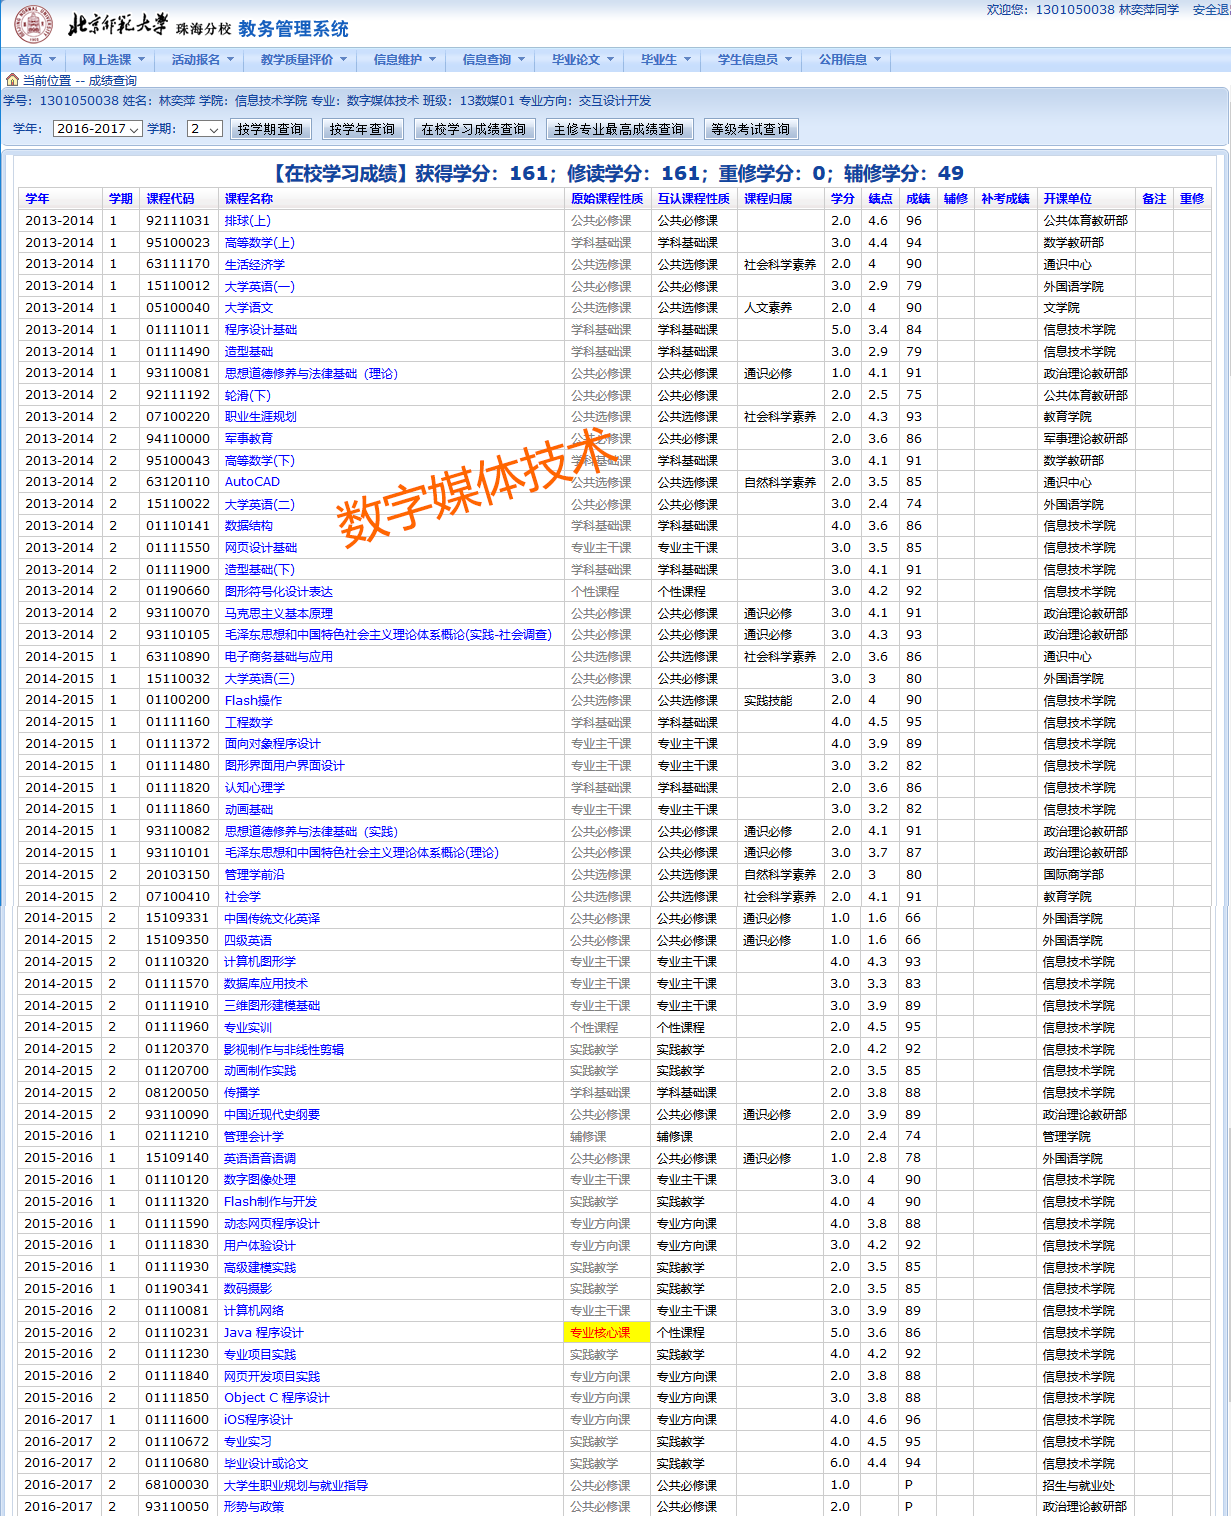 北京师范大学 珠海分校 教务管理系统
欢迎您: 1301050038 林奕萍同学 安全退
首页 网上选课 活动报名 教学质量评价 信息维护 信息查询 毕业论文 毕业生 学生信息员 公用信息
当前位置 -- 成绩查询
学号: 1301050038 姓名: 林奕萍 学院: 信息技术学院 专业: 数字媒体技术 班级: 13数媒01 专业方向: 交互设计开发
学年: 2016-2017 学期: 2 按学期查询 按学年查询 在校学习成绩查询 主修专业最高成绩查询 等级考试查询
【在校学习成绩】获得学分: 161; 修读学分: 161; 重修学分: 0; 辅修学分: 49
学年 学期 课程代码 课程名称 原始课程性质 互认课程性质 课程归属 学分 绩点 成绩 辅修 补考成绩 开课单位 备注 重修
2013-2014 1 92111031 排球(上) 公共必修课 公共必修课 2.0 4.6 96 公共体育教研部
2013-2014 1 95100023 高等数学(上) 学科基础课 学科基础课 3.0 4.4 94 数学教研部
2013-2014 1 63111170 生活经济学 公共选修课 公共选修课 社会科学素养 2.0 4 90 通识中心
2013-2014 1 15110012 大学英语(一) 公共必修课 公共必修课 3.0 2.9 79 外国语学院
2013-2014 1 05100040 大学语文 公共选修课 公共选修课 人文素养 2.0 4 90 文学院
2013-2014 1 01111011 程序设计基础 学科基础课 学科基础课 5.0 3.4 84 信息技术学院
2013-2014 1 01111490 造型基础 学科基础课 学科基础课 3.0 2.9 79 信息技术学院
2013-2014 1 93110081 思想道德修养与法律基础（理论） 公共必修课 公共必修课 通识必修 1.0 4.1 91 政治理论教研部
2013-2014 2 92111192 轮滑(下) 公共必修课 公共必修课 2.0 2.5 75 公共体育教研部
2013-2014 2 07100220 职业生涯规划 公共选修课 公共选修课 社会科学素养 2.0 4.3 93 教育学院
2013-2014 2 94110000 军事教育 公共必修课 公共必修课 2.0 3.6 86 军事理论教研部
2013-2014 2 95100043 高等数学(下) 学科基础课 学科基础课 3.0 4.1 91 数学教研部
2013-2014 2 63120110 AutoCAD 公共选修课 公共选修课 自然科学素养 2.0 3.5 85 通识中心
2013-2014 2 15110022 大学英语(二) 公共必修课 公共必修课 3.0 2.4 74 外国语学院
数字媒体技术
2013-2014 2 01110141 数据结构 学科基础课 学科基础课 4.0 3.6 86 信息技术学院
2013-2014 2 01111550 网页设计基础 专业主干课 专业主干课 3.0 3.5 85 信息技术学院
2013-2014 2 01111900 造型基础(下) 学科基础课 学科基础课 3.0 4.1 91 信息技术学院
2013-2014 2 01190660 图形符号化设计表达 个性课程 个性课程 3.0 4.2 92 信息技术学院
2013-2014 2 93110070 马克思主义基本原理 公共必修课 公共必修课 通识必修 3.0 4.1 91 政治理论教研部
2013-2014 2 93110105 毛泽东思想和中国特色社会主义理论体系概论(实践-社会调查) 公共必修课 公共必修课 通识必修 3.0 4.3 93 政治理论教研部
2014-2015 1 63110890 电子商务基础与应用 公共选修课 公共选修课 社会科学素养 2.0 3.6 86 通识中心
2014-2015 1 15110032 大学英语(三) 公共必修课 公共必修课 3.0 3 80 外国语学院
2014-2015 1 01100200 Flash操作 公共选修课 公共选修课 实践技能 2.0 4 90 信息技术学院
2014-2015 1 01111160 工程数学 学科基础课 学科基础课 4.0 4.5 95 信息技术学院
2014-2015 1 01111372 面向对象程序设计 专业主干课 专业主干课 4.0 3.9 89 信息技术学院
2014-2015 1 01111480 图形界面用户界面设计 专业主干课 专业主干课 3.0 3.2 82 信息技术学院
2014-2015 1 01111820 认知心理学 学科基础课 学科基础课 2.0 3.6 86 信息技术学院
2014-2015 1 01111860 动画基础 专业主干课 专业主干课 3.0 3.2 82 信息技术学院
2014-2015 1 93110082 思想道德修养与法律基础（实践） 公共必修课 公共必修课 通识必修 2.0 4.1 91 政治理论教研部
2014-2015 1 93110101 毛泽东思想和中国特色社会主义理论体系概论(理论) 公共必修课 公共必修课 通识必修 3.0 3.7 87 政治理论教研部
2014-2015 2 20103150 管理学前沿 公共选修课 公共选修课 自然科学素养 2.0 3 80 国际商学部
2014-2015 2 07100410 社会学 公共选修课 公共选修课 社会科学素养 2.0 4.1 91 教育学院
2014-2015 2 15109331 中国传统文化英译 公共必修课 公共必修课 通识必修 1.0 1.6 66 外国语学院
2014-2015 2 15109350 四级英语 公共必修课 公共必修课 通识必修 1.0 1.6 66 外国语学院
2014-2015 2 01110320 计算机图形学 专业主干课 专业主干课 4.0 4.3 93 信息技术学院
2014-2015 2 01111570 数据库应用技术 专业主干课 专业主干课 3.0 3.3 83 信息技术学院
2014-2015 2 01111910 三维图形建模基础 专业主干课 专业主干课 3.0 3.9 89 信息技术学院
2014-2015 2 01111960 专业实训 个性课程 个性课程 2.0 4.5 95 信息技术学院
2014-2015 2 01120370 影视制作与非线性剪辑 实践教学 实践教学 2.0 4.2 92 信息技术学院
2014-2015 2 01120700 动画制作实践 实践教学 实践教学 2.0 3.5 85 信息技术学院
2014-2015 2 08120050 传播学 学科基础课 学科基础课 2.0 3.8 88 信息技术学院
2014-2015 2 93110090 中国近现代史纲要 公共必修课 公共必修课 通识必修 2.0 3.9 89 政治理论教研部
2015-2016 1 02111210 管理会计学 辅修课 辅修课 2.0 2.4 74 管理学院
2015-2016 1 15109140 英语语音语调 公共必修课 公共必修课 通识必修 1.0 2.8 78 外国语学院
2015-2016 1 01110120 数字图像处理 专业主干课 专业主干课 3.0 4 90 信息技术学院
2015-2016 1 01111320 Flash制作与开发 实践教学 实践教学 4.0 4 90 信息技术学院
2015-2016 1 01111590 动态网页程序设计 专业方向课 专业方向课 4.0 3.8 88 信息技术学院
2015-2016 1 01111830 用户体验设计 专业方向课 专业方向课 3.0 4.2 92 信息技术学院
2015-2016 1 01111930 高级建模实践 实践教学 实践教学 2.0 3.5 85 信息技术学院
2015-2016 1 01190341 数码摄影 实践教学 实践教学 2.0 3.5 85 信息技术学院
2015-2016 2 01110081 计算机网络 专业主干课 专业主干课 3.0 3.9 89 信息技术学院
2015-2016 2 01110231 Java 程序设计 专业核心课 个性课程 5.0 3.6 86 信息技术学院
2015-2016 2 01111230 专业项目实践 实践教学 实践教学 4.0 4.2 92 信息技术学院
2015-2016 2 01111840 网页开发项目实践 专业方向课 专业方向课 2.0 3.8 88 信息技术学院
2015-2016 2 01111850 Object C 程序设计 专业方向课 专业方向课 3.0 3.8 88 信息技术学院
2016-2017 1 01111600 iOS程序设计 专业方向课 专业方向课 4.0 4.6 96 信息技术学院
2016-2017 2 01110672 专业实习 实践教学 实践教学 4.0 4.5 95 信息技术学院
2016-2017 2 01110680 毕业设计或论文 实践教学 实践教学 6.0 4.4 94 信息技术学院
2016-2017 2 68100030 大学生职业规划与就业指导 公共必修课 公共必修课 1.0 P 招生与就业处
2016-2017 2 93110050 形势与政策 公共必修课 公共必修课 2.0 P 政治理论教研部